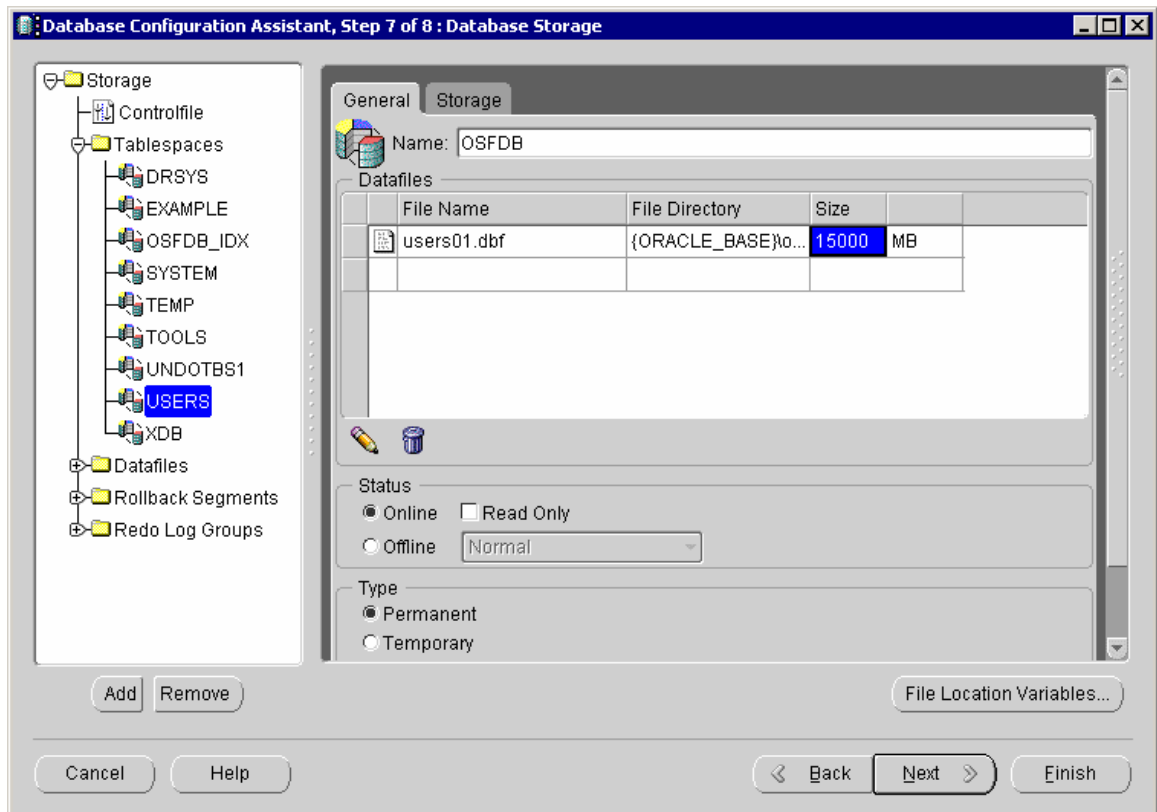 Database Configuration Assistant, Step 7 of 8 : Database Storage
Storage
Controlfile
Tablespaces
DRSYS
EXAMPLE
OSFDB_IDX
SYSTEM
TEMP
TOOLS
UNDOTBS1
USERS
XDB
Datafiles
Rollback Segments
Redo Log Groups
General Storage
Name: OSFDB
Datafiles
File Name File Directory Size
users01.dbf {ORACLE_BASE}\o... 15000 MB
Status
Online Read Only
Offline Normal
Type
Permanent
Temporary
Add Remove File Location Variables...
Cancel Help Back Next Finish